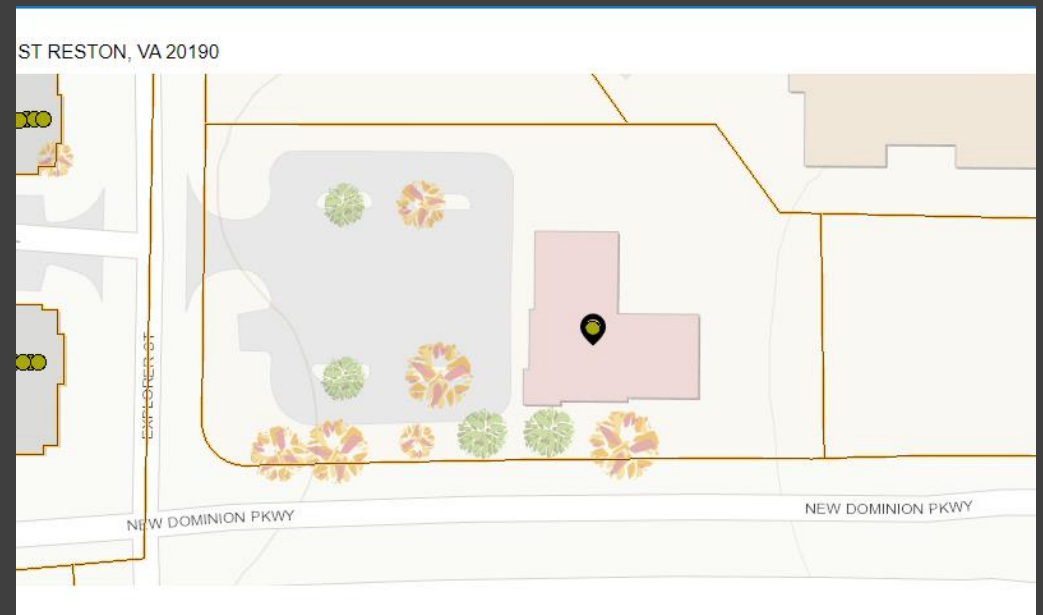 ST RESTON, VA 20190
EXPLORER ST
NEW DOMINION PKWY
NEW DOMINION PKWY